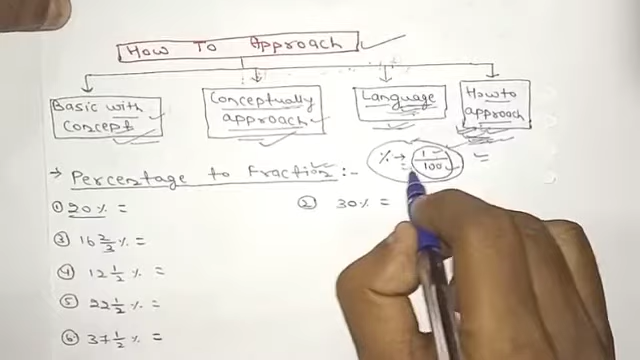 How To Approach
Basic with concept
Conceptually approach
Language
How to approach
→ Percentage to Fraction :-
% → 1/100
① 20% =
② 30% =
③ 16 2/3 % =
④ 12 1/2 % =
⑤ 22 1/2 % =
⑥ 37 1/2 % =